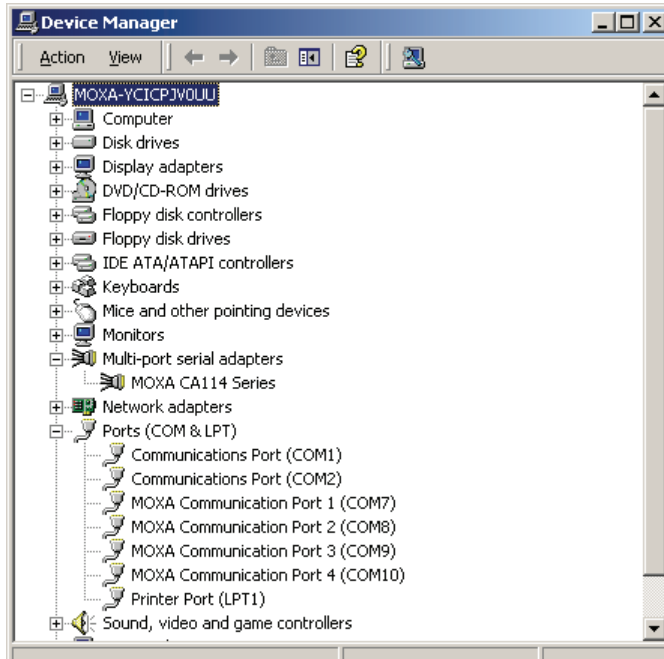 Device Manager
Action View
MOXA-YCICPJV0UU
Computer
Disk drives
Display adapters
DVD/CD-ROM drives
Floppy disk controllers
Floppy disk drives
IDE ATA/ATAPI controllers
Keyboards
Mice and other pointing devices
Monitors
Multi-port serial adapters
MOXA CA114 Series
Network adapters
Ports (COM & LPT)
Communications Port (COM1)
Communications Port (COM2)
MOXA Communication Port 1 (COM7)
MOXA Communication Port 2 (COM8)
MOXA Communication Port 3 (COM9)
MOXA Communication Port 4 (COM10)
Printer Port (LPT1)
Sound, video and game controllers